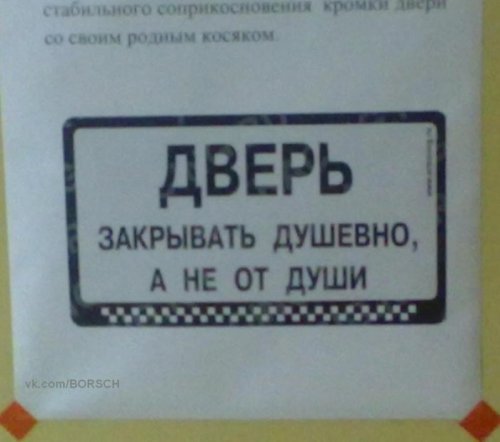 стабильного соприкосновения кромки двери
со своим родным косяком.
ДВЕРЬ
ЗАКРЫВАТЬ ДУШЕВНО,
А НЕ ОТ ДУШИ
vk.com/BORSCH